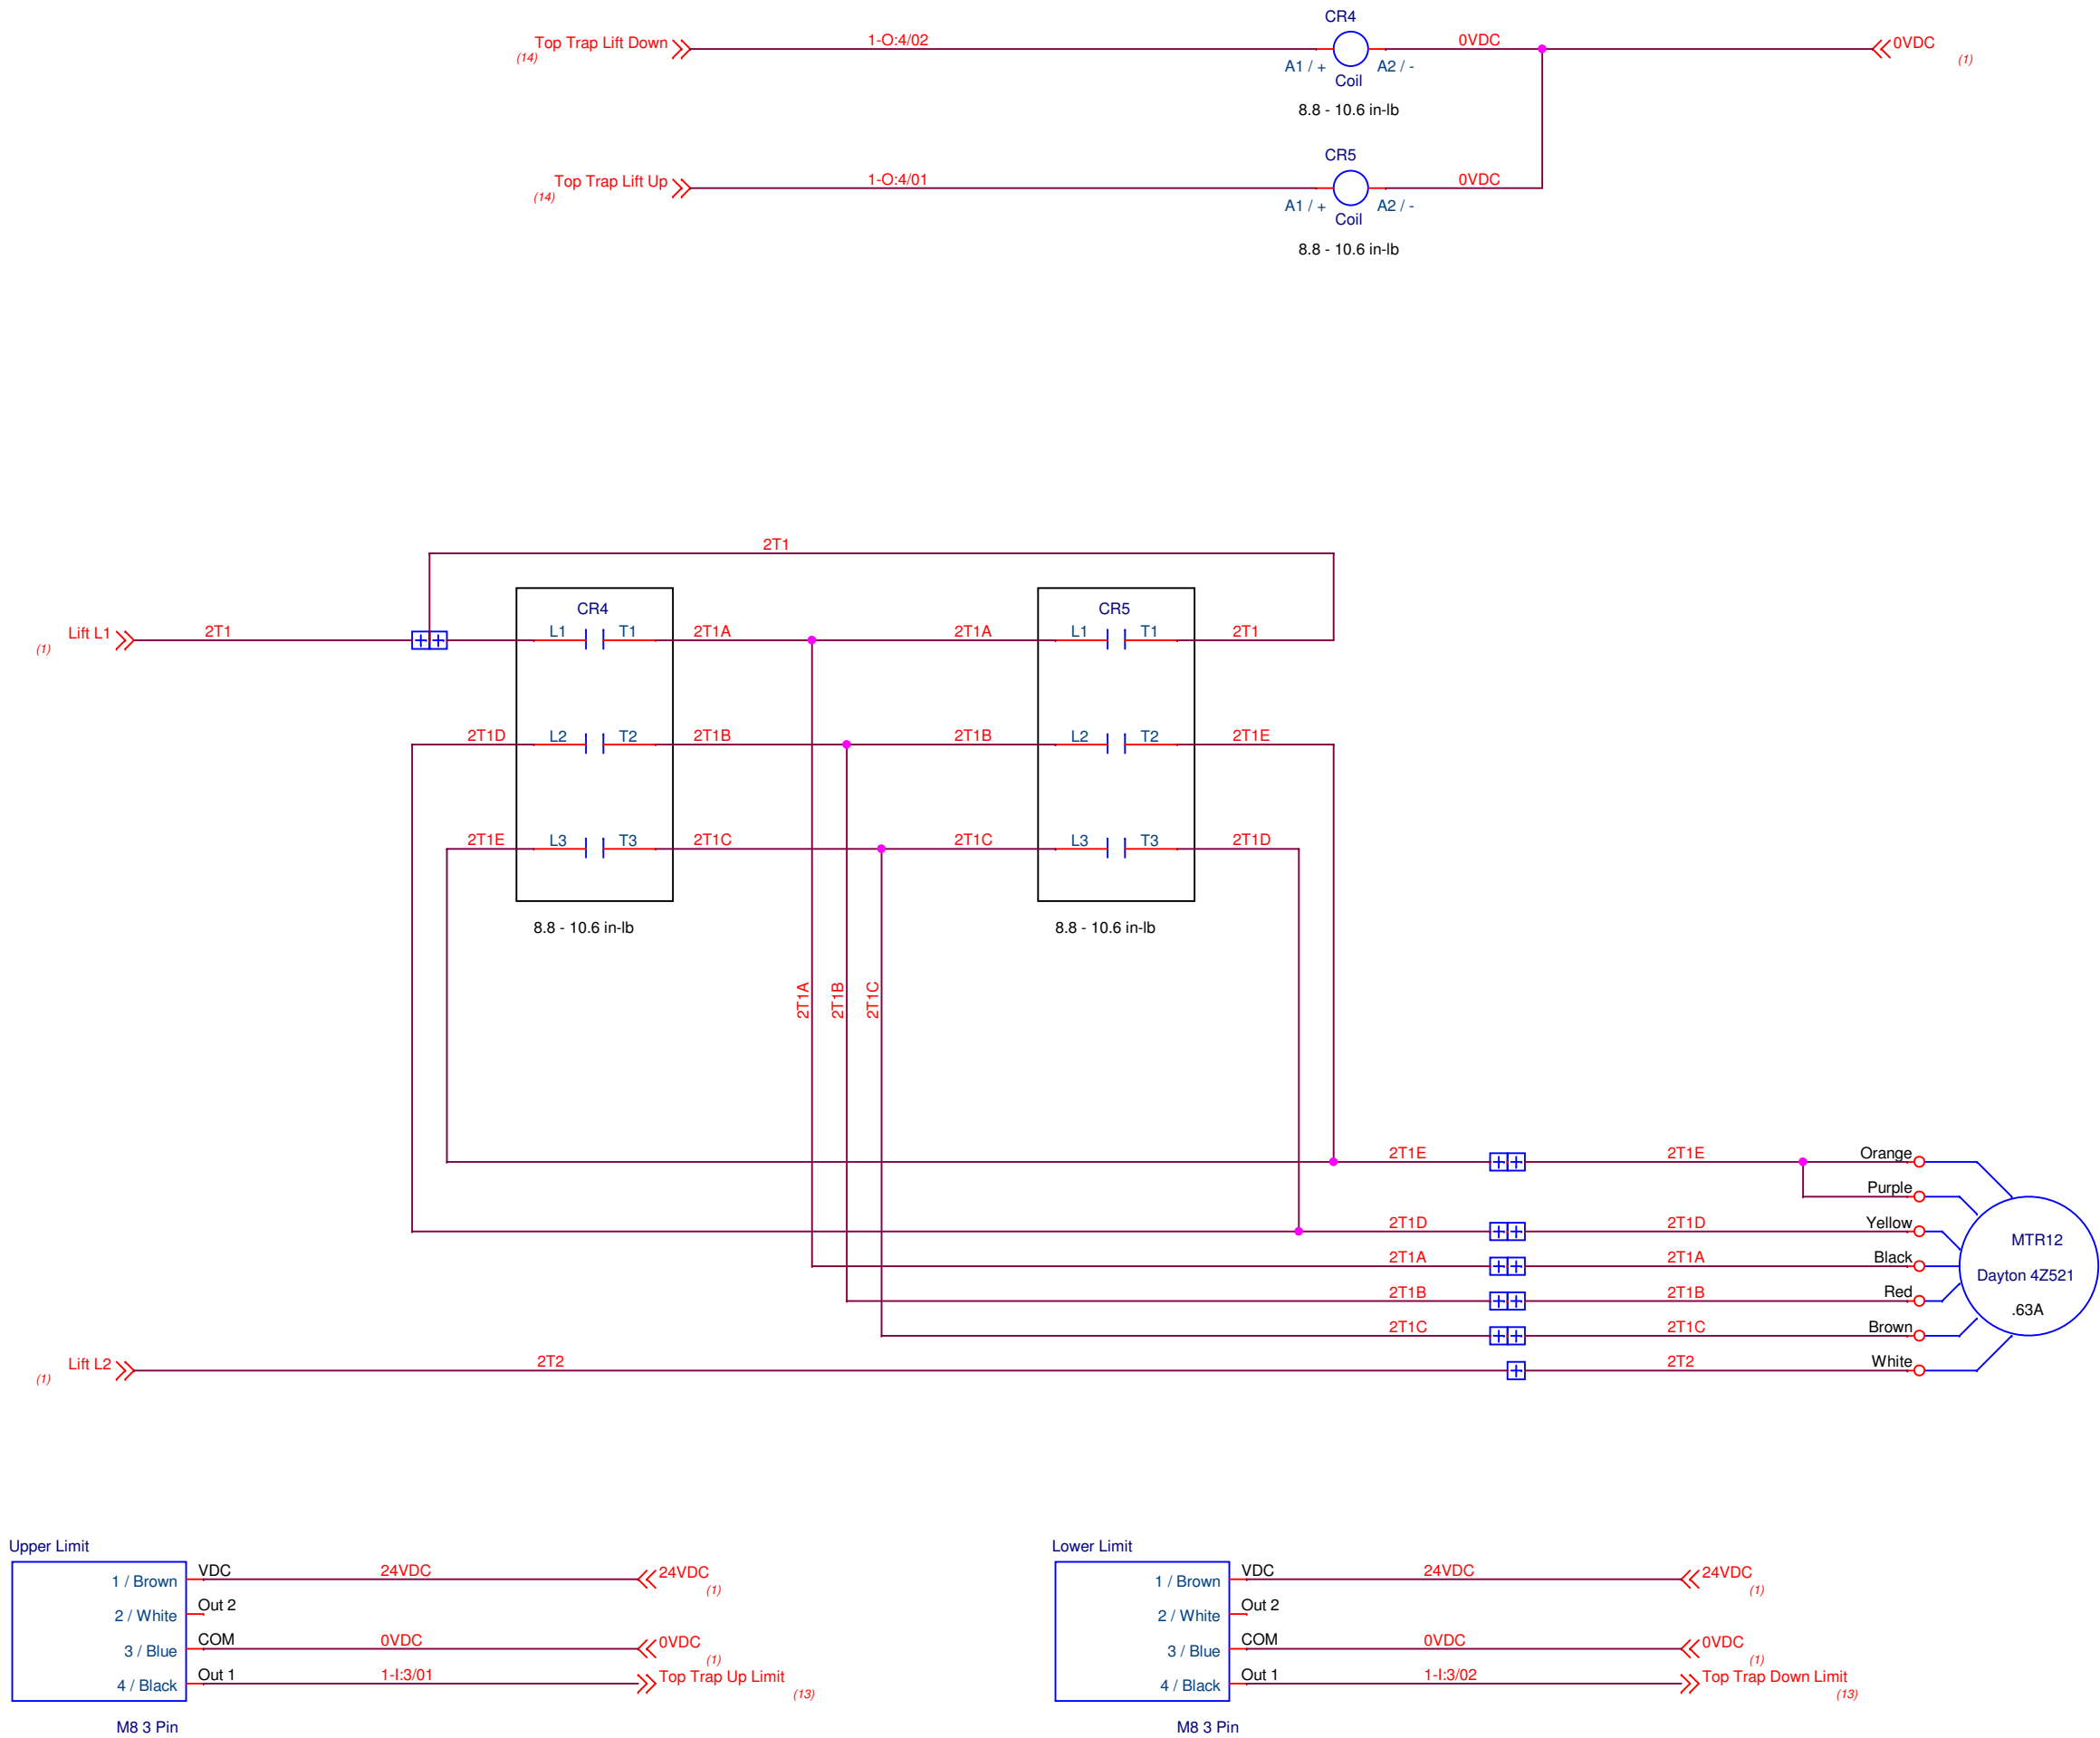 CR4
Top Trap Lift Down
(14)
1-O:4/02
0VDC
0VDC
(1)
A1 / +
A2 / -
Coil
8.8 - 10.6 in-lb
CR5
Top Trap Lift Up
(14)
1-O:4/01
0VDC
A1 / +
A2 / -
Coil
8.8 - 10.6 in-lb
2T1
CR4
CR5
Lift L1
(1)
2T1
L1
T1
2T1A
2T1A
L1
T1
2T1
2T1D
L2
T2
2T1B
2T1B
L2
T2
2T1E
2T1E
L3
T3
2T1C
2T1C
L3
T3
2T1D
8.8 - 10.6 in-lb
8.8 - 10.6 in-lb
2T1A
2T1B
2T1C
2T1E
2T1E
Orange
Purple
2T1D
2T1D
Yellow
2T1A
2T1A
Black
2T1B
2T1B
Red
2T1C
2T1C
Brown
MTR12
Dayton 4Z521
.63A
Lift L2
(1)
2T2
2T2
White
Upper Limit
1 / Brown
VDC
24VDC
24VDC
(1)
2 / White
Out 2
3 / Blue
COM
0VDC
0VDC
(1)
4 / Black
Out 1
1-I:3/01
Top Trap Up Limit
(13)
M8 3 Pin
Lower Limit
1 / Brown
VDC
24VDC
24VDC
(1)
2 / White
Out 2
3 / Blue
COM
0VDC
0VDC
(1)
4 / Black
Out 1
1-I:3/02
Top Trap Down Limit
(13)
M8 3 Pin